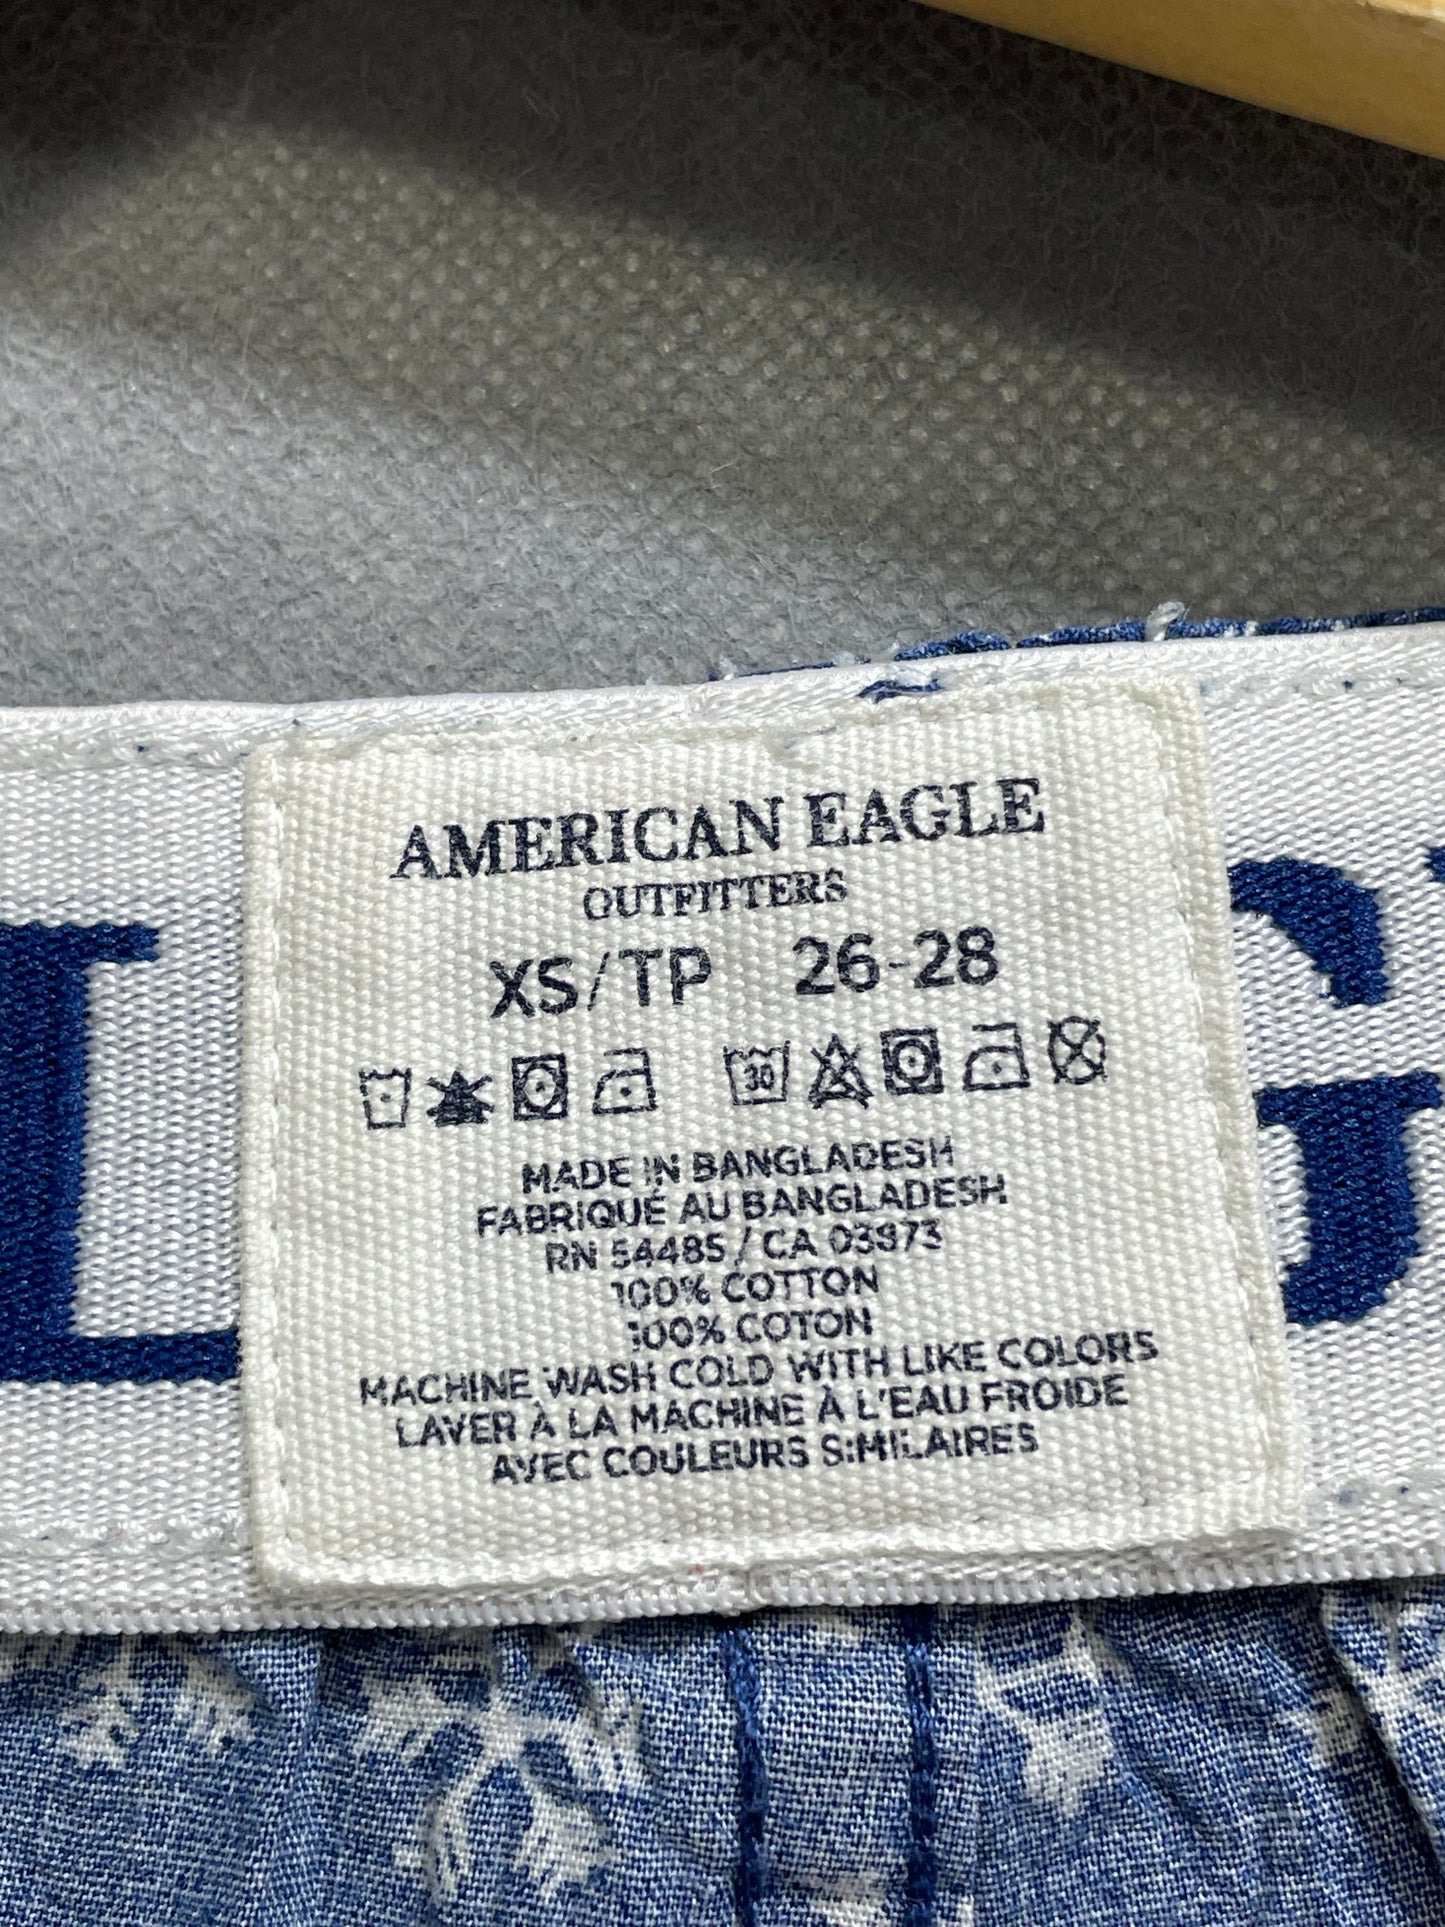 AMERICAN EAGLE
OUTFITTERS
XS/TP 26-28
30
MADE IN BANGLADESH
FABRIQUÉ AU BANGLADESH
RN 54485 / CA 03973
100% COTTON
100% COTON
MACHINE WASH COLD WITH LIKE COLORS
LAVER À LA MACHINE À L'EAU FROIDE
AVEC COULEURS SIMILAIRES
L
G